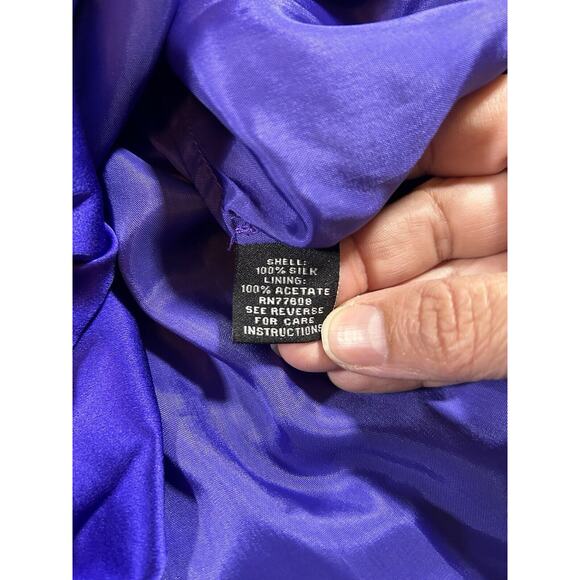 SHELL:
100% SILK
LINING:
100% ACETATE
RN77608
SEE REVERSE
FOR CARE
INSTRUCTIONS